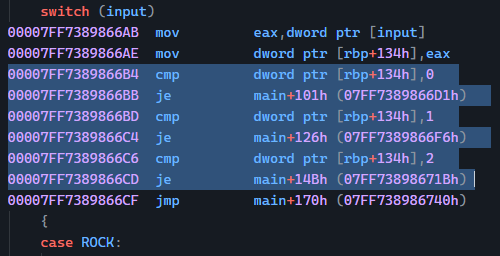 switch (input)
00007FF7389866AB mov eax,dword ptr [input]
00007FF7389866AE mov dword ptr [rbp+134h],eax
00007FF7389866B4 cmp dword ptr [rbp+134h],0
00007FF7389866BB je main+101h (07FF7389866D1h)
00007FF7389866BD cmp dword ptr [rbp+134h],1
00007FF7389866C4 je main+126h (07FF7389866F6h)
00007FF7389866C6 cmp dword ptr [rbp+134h],2
00007FF7389866CD je main+14Bh (07FF73898671Bh)
00007FF7389866CF jmp main+170h (07FF738986740h)
{
case ROCK: